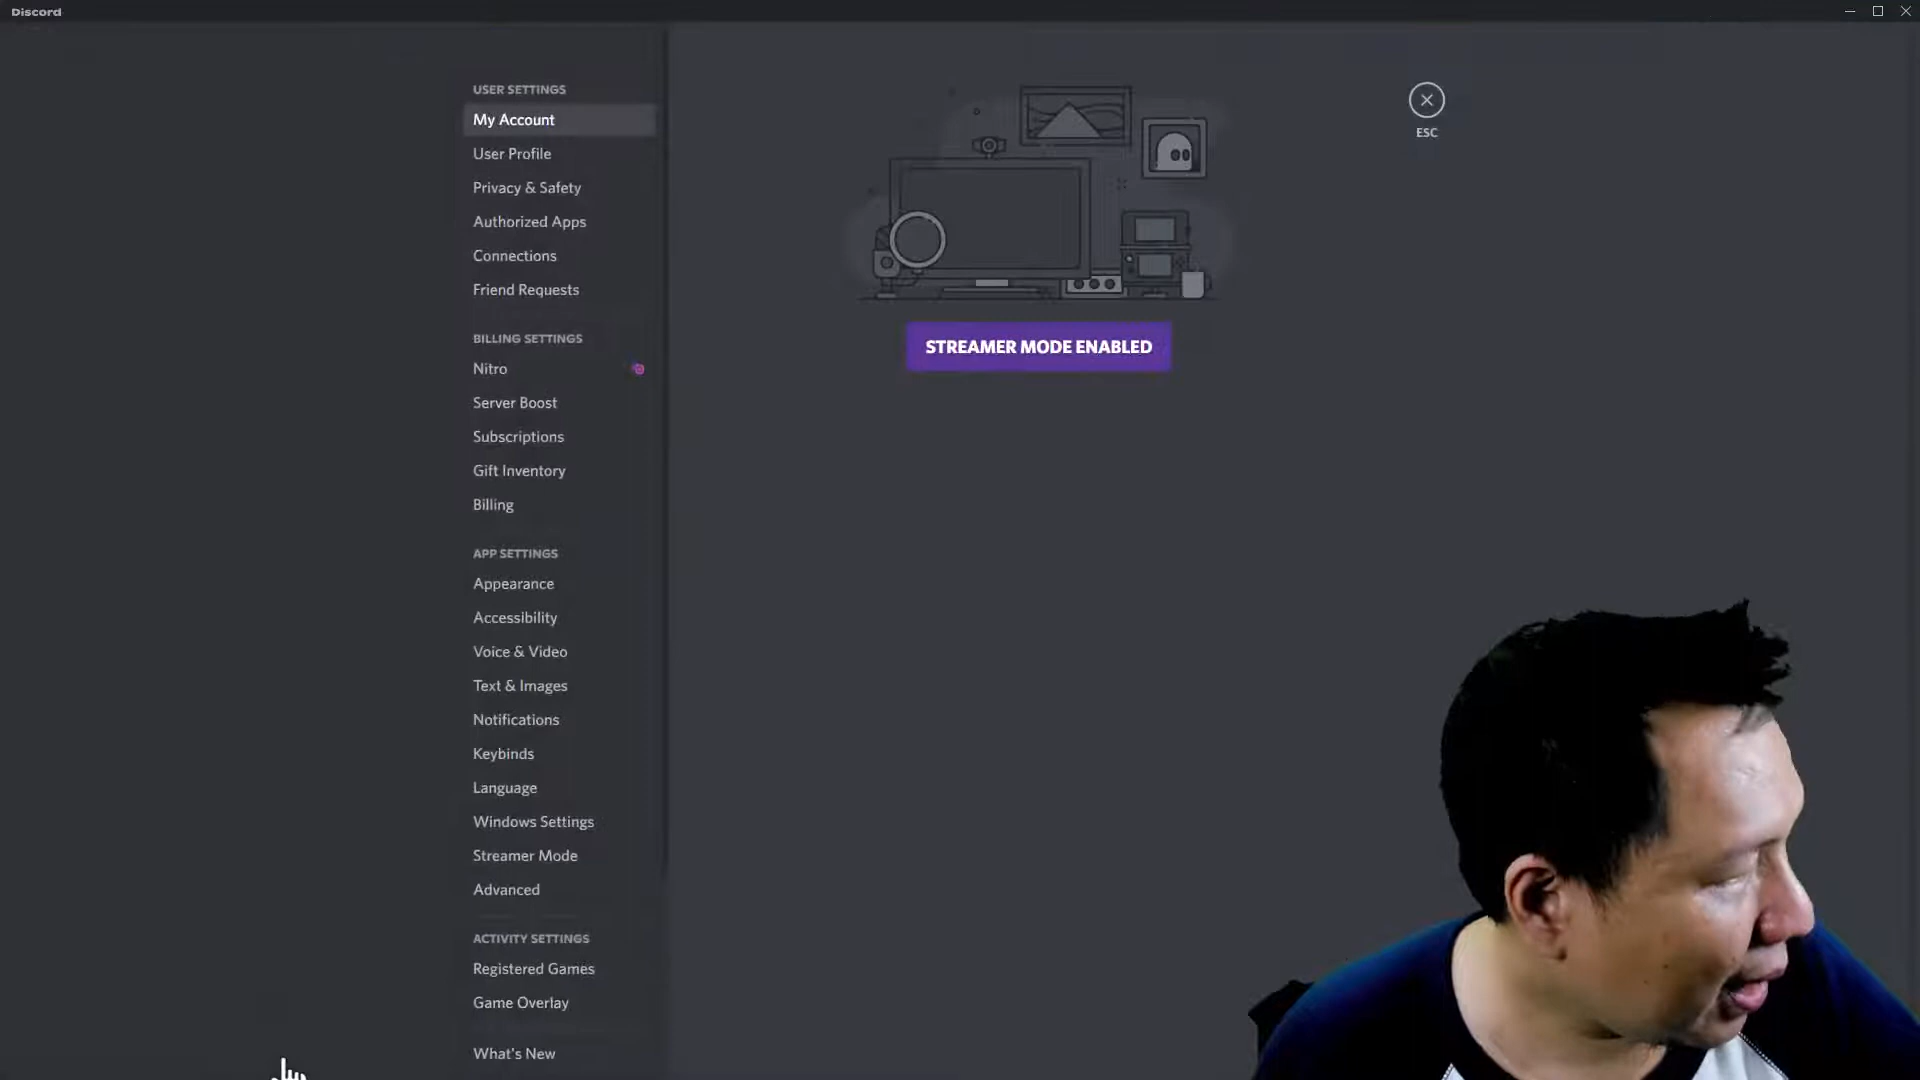 Discord
USER SETTINGS
My Account
User Profile
Privacy & Safety
Authorized Apps
Connections
Friend Requests
BILLING SETTINGS
Nitro
Server Boost
Subscriptions
Gift Inventory
Billing
APP SETTINGS
Appearance
Accessibility
Voice & Video
Text & Images
Notifications
Keybinds
Language
Windows Settings
Streamer Mode
Advanced
ACTIVITY SETTINGS
Registered Games
Game Overlay
What's New
ESC
STREAMER MODE ENABLED